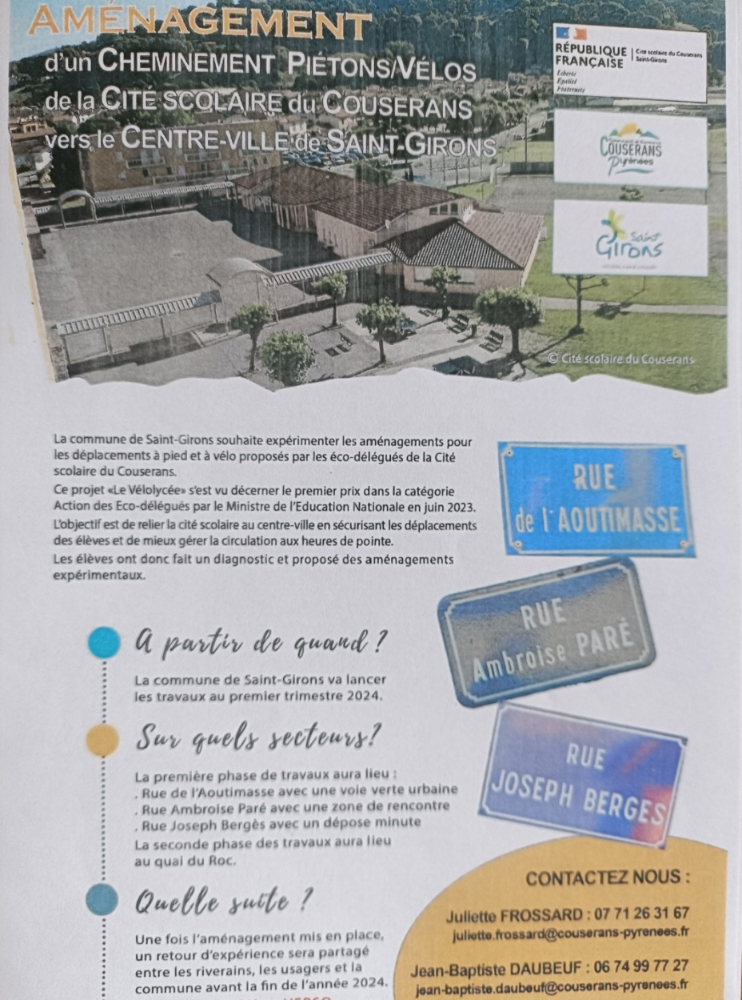 AMÉNAGEMENT
d'un CHEMINEMENT PIÉTONS/VÉLOS
de la CITÉ SCOLAIRE du COUSERANS
vers le CENTRE-VILLE de SAINT-GIRONS
RÉPUBLIQUE
FRANÇAISE
Liberté
Égalité
Fraternité
Cité scolaire du Couserans
Saint-Girons
COUSERANS
Pyrénées
Saint
GIRONS
© Cité scolaire du Couserans
La commune de Saint-Girons souhaite expérimenter les aménagements pour
les déplacements à pied et à vélo proposés par les éco-délégués de la Cité
scolaire du Couserans.
Ce projet «Le Vélolycée» s'est vu décerner le premier prix dans la catégorie
Action des Eco-délégués par le Ministre de l'Education Nationale en juin 2023.
L'objectif est de relier la cité scolaire au centre-ville en sécurisant les déplacements
des élèves et de mieux gérer la circulation aux heures de pointe.
Les élèves ont donc fait un diagnostic et proposé des aménagements
expérimentaux.
RUE
de l'AOUTIMASSE
RUE
Ambroise PARÉ
RUE
JOSEPH BERGES
A partir de quand ?
La commune de Saint-Girons va lancer
les travaux au premier trimestre 2024.
Sur quels secteurs?
La première phase de travaux aura lieu :
. Rue de l'Aoutimasse avec une voie verte urbaine
. Rue Ambroise Paré avec une zone de rencontre
. Rue Joseph Bergès avec un dépose minute
La seconde phase des travaux aura lieu
au quai du Roc.
Quelle suite ?
Une fois l'aménagement mis en place,
un retour d'expérience sera partagé
entre les riverains, les usagers et la
commune avant la fin de l'année 2024.
CONTACTEZ NOUS :
Juliette FROSSARD : 07 71 26 31 67
juliette.frossard@couserans-pyrenees.fr
Jean-Baptiste DAUBEUF : 06 74 99 77 27
jean-baptiste.daubeuf@couserans-pyrenees.fr